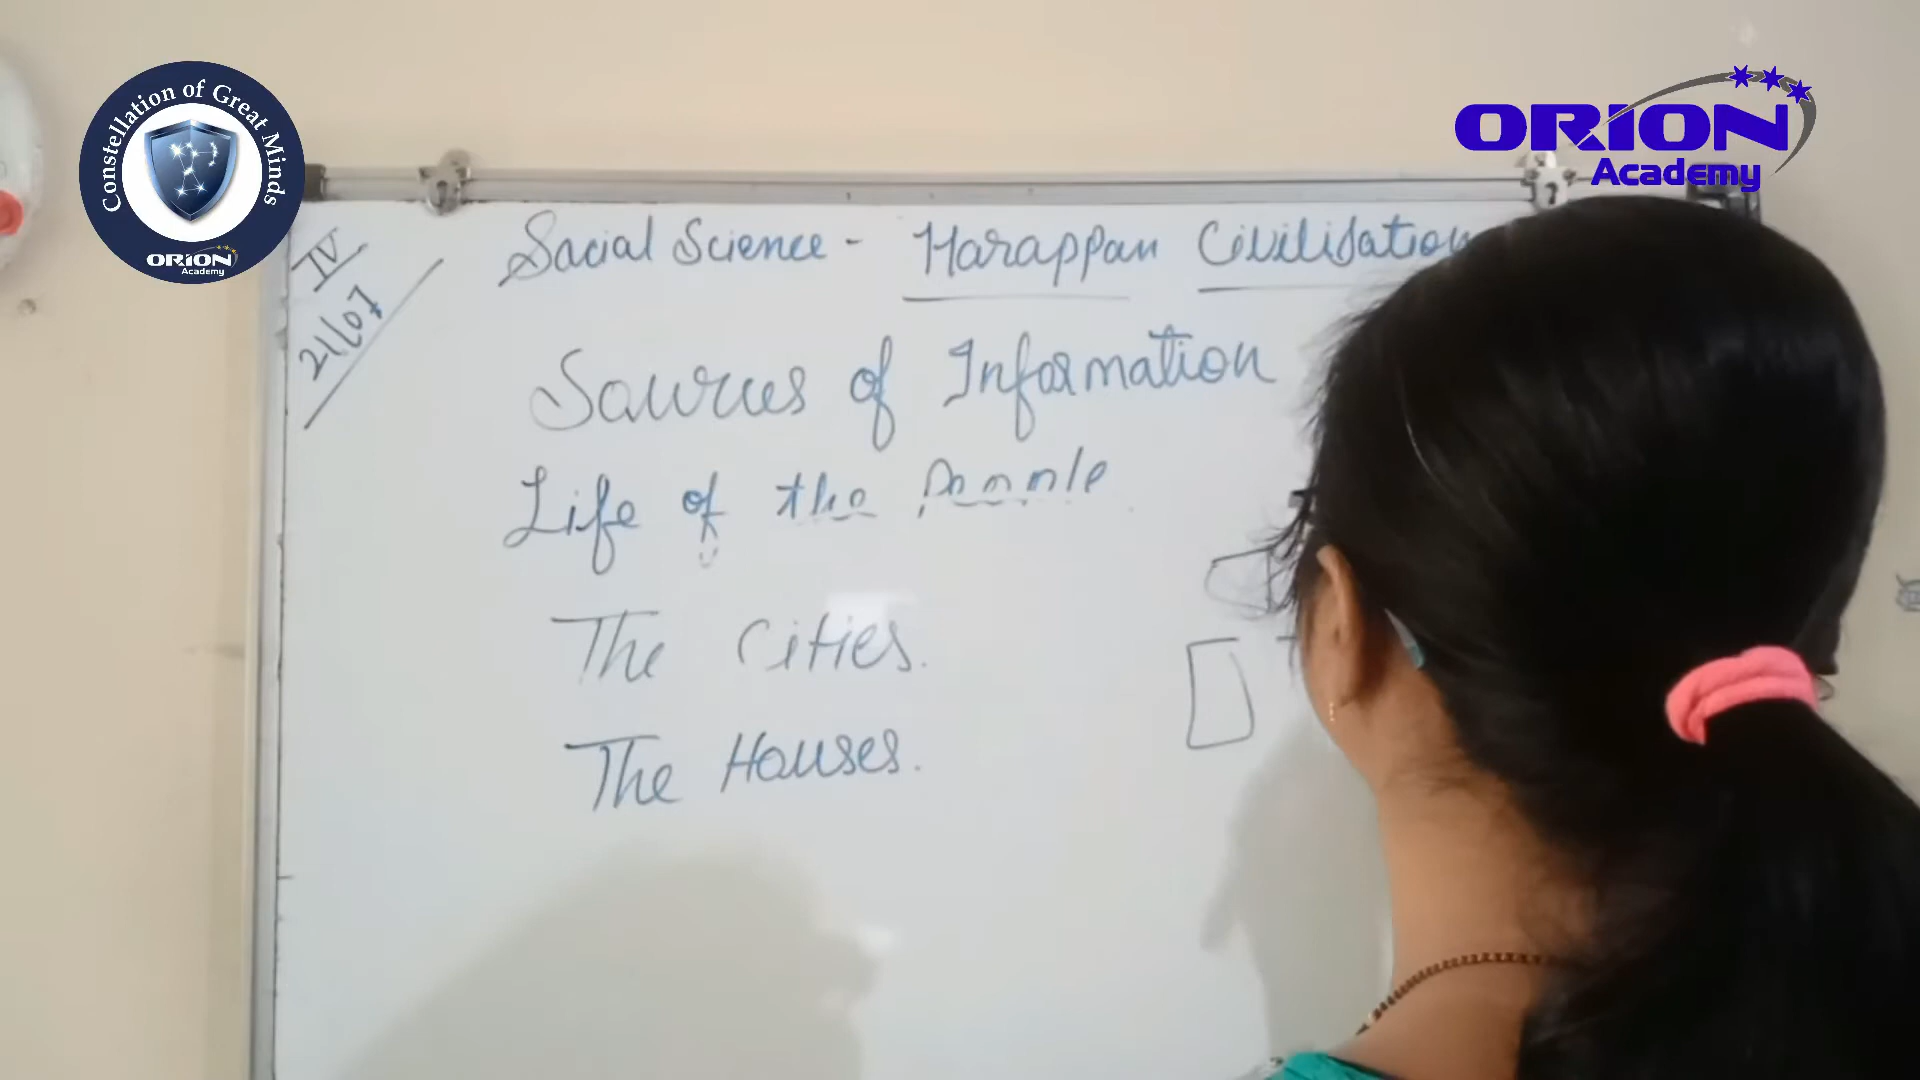 Constellation of Great Minds
ORION
Academy
ORION
Academy
IV
21/07
Social Science - Harappan Civilisation
Sources of Information
Life of the People
The Cities.
The Houses.